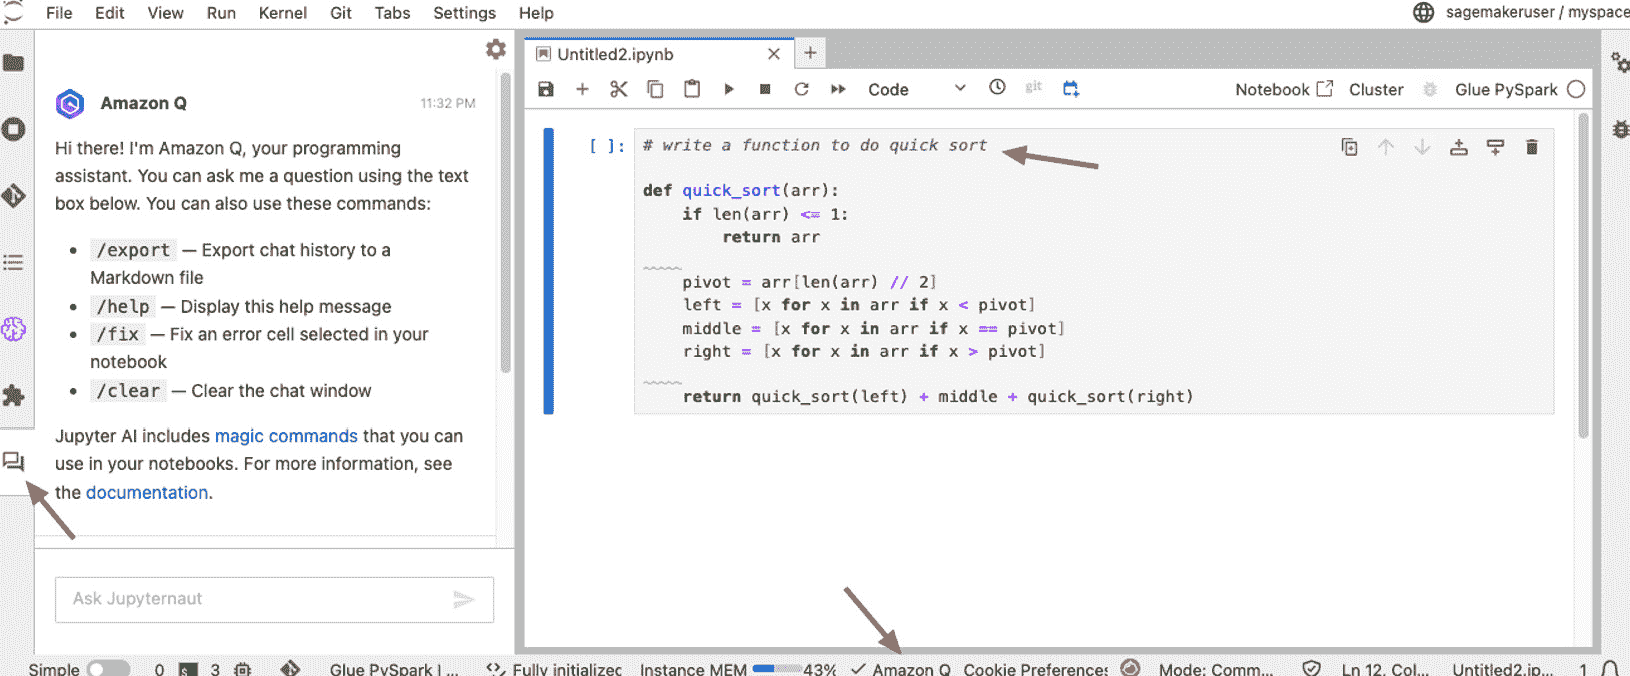 File Edit View Run Kernel Git Tabs Settings Help
sagemakeruser / myspace
Amazon Q 11:32 PM
Hi there! I'm Amazon Q, your programming
assistant. You can ask me a question using the text
box below. You can also use these commands:
• /export — Export chat history to a
Markdown file
• /help — Display this help message
• /fix — Fix an error cell selected in your
notebook
• /clear — Clear the chat window
Jupyter AI includes magic commands that you can
use in your notebooks. For more information, see
the documentation.
Ask Jupyternaut
Untitled2.ipynb
Code git Notebook Cluster Glue PySpark
[ ]: # write a function to do quick sort
def quick_sort(arr):
    if len(arr) <= 1:
        return arr
    pivot = arr[len(arr) // 2]
    left = [x for x in arr if x < pivot]
    middle = [x for x in arr if x == pivot]
    right = [x for x in arr if x > pivot]
    return quick_sort(left) + middle + quick_sort(right)
Simple 0 3 Glue PySpark | ... Fully initialized Instance MEM 43% Amazon Q Cookie Preferences Mode: Comm... Ln 12, Col... Untitled2.ip... 1